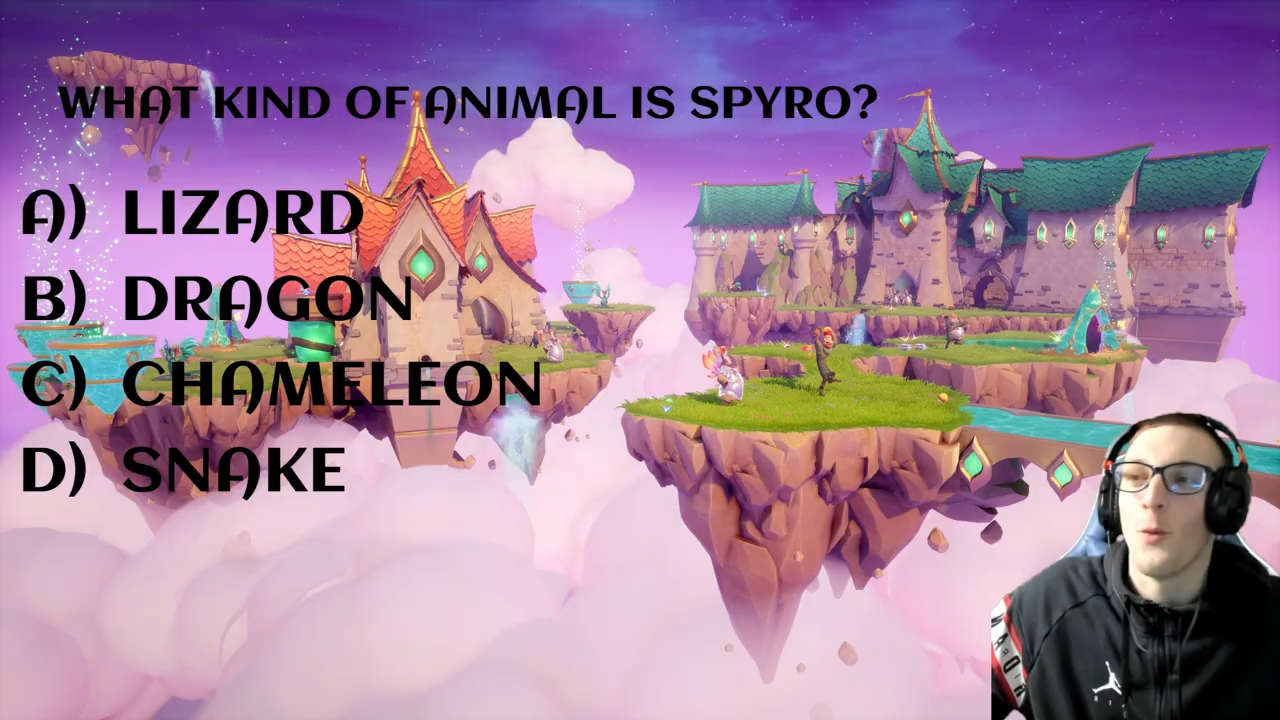 WHAT KIND OF ANIMAL IS SPYRO?
A) LIZARD
B) DRAGON
C) CHAMELEON
D) SNAKE